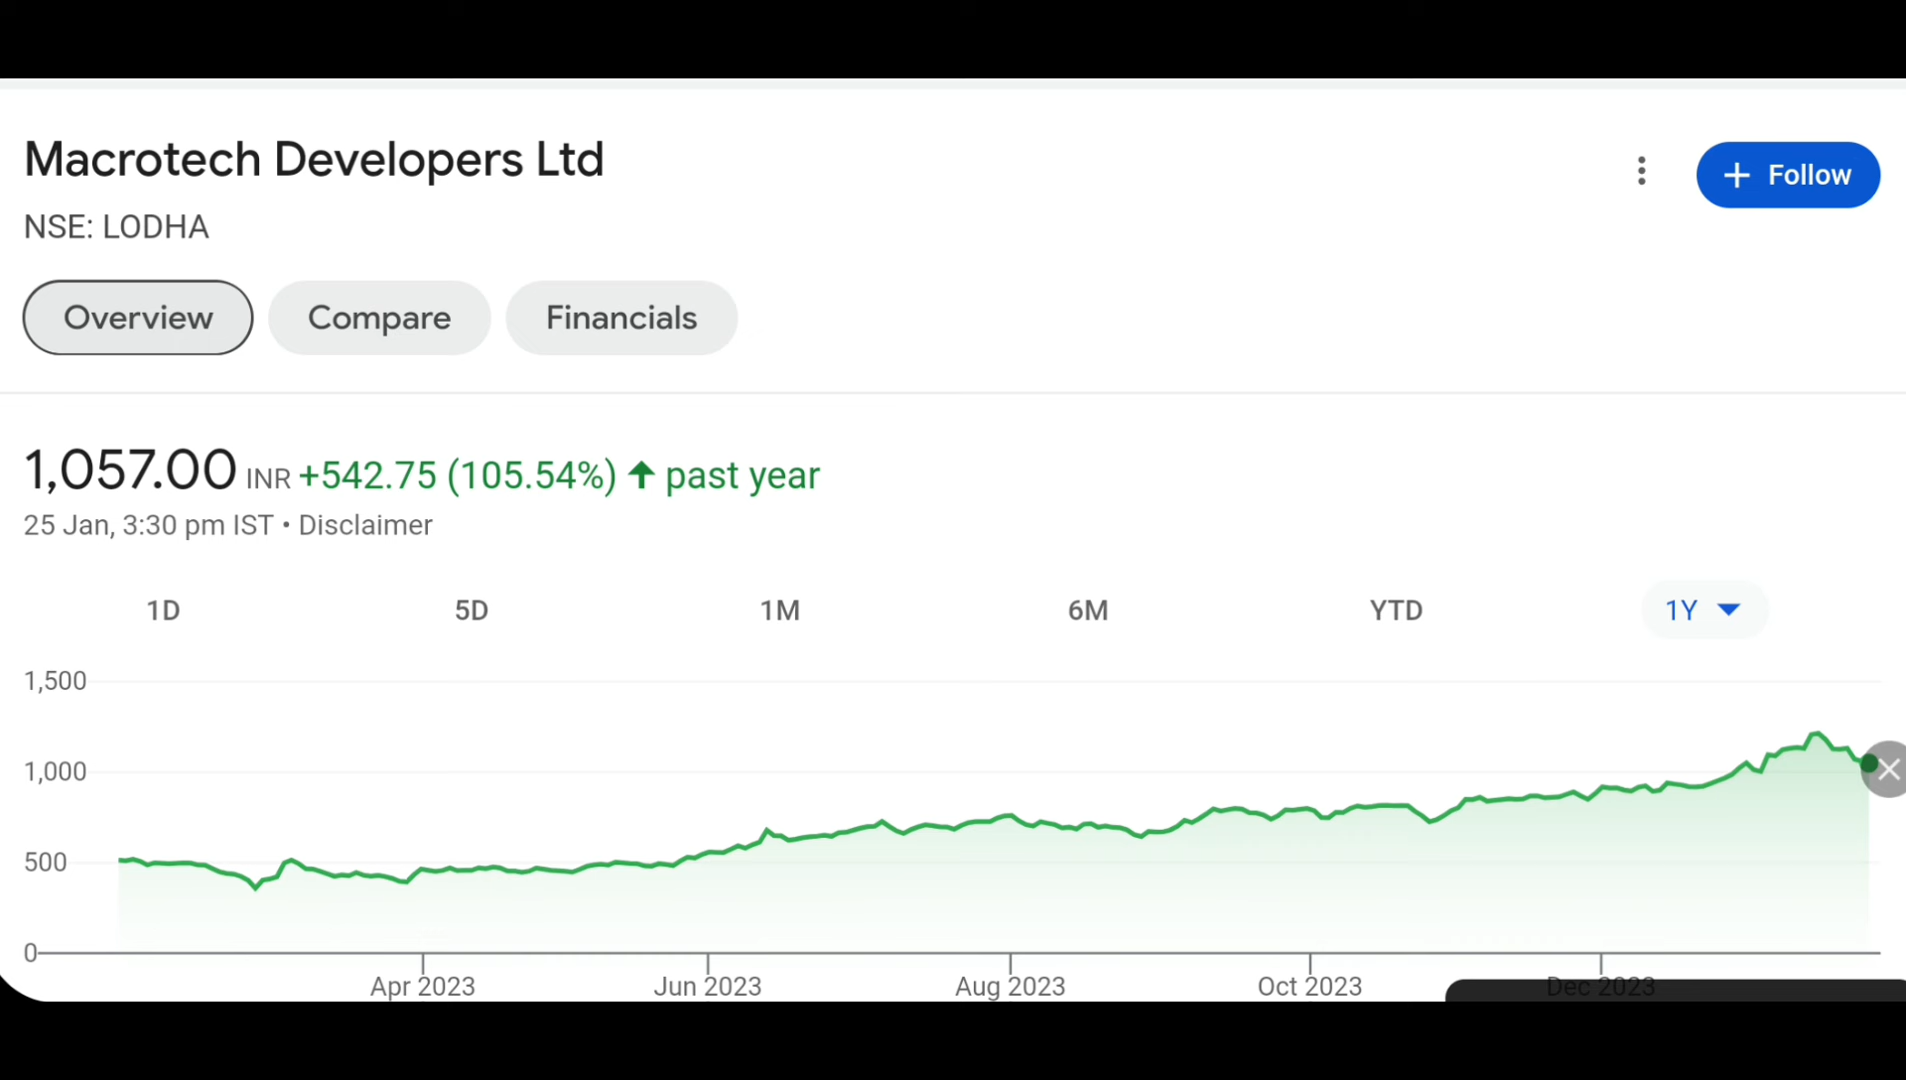 Macrotech Developers Ltd
Follow
NSE: LODHA
Overview Compare Financials
1,057.00 INR +542.75 (105.54%) ↑ past year
25 Jan, 3:30 pm IST • Disclaimer
1D 5D 1M 6M YTD 1Y
1,500
1,000
500
0
Apr 2023 Jun 2023 Aug 2023 Oct 2023 Dec 2023